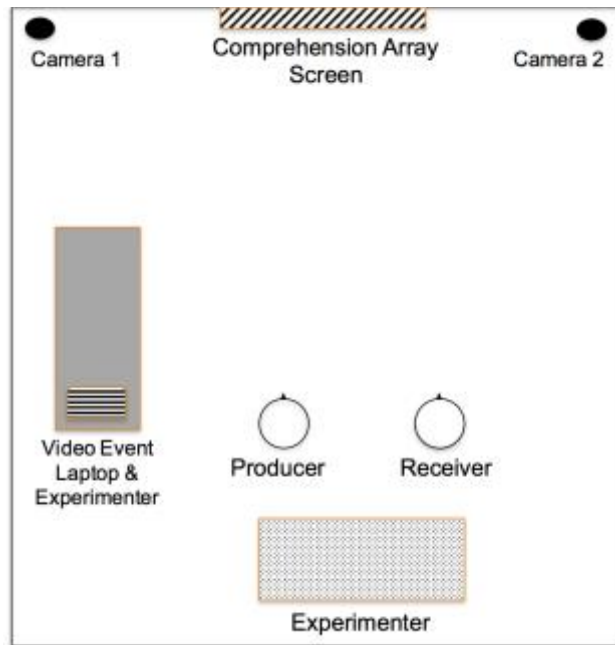 Camera 1
Comprehension Array
Screen
Camera 2
Video Event
Laptop &
Experimenter
Producer
Receiver
Experimenter